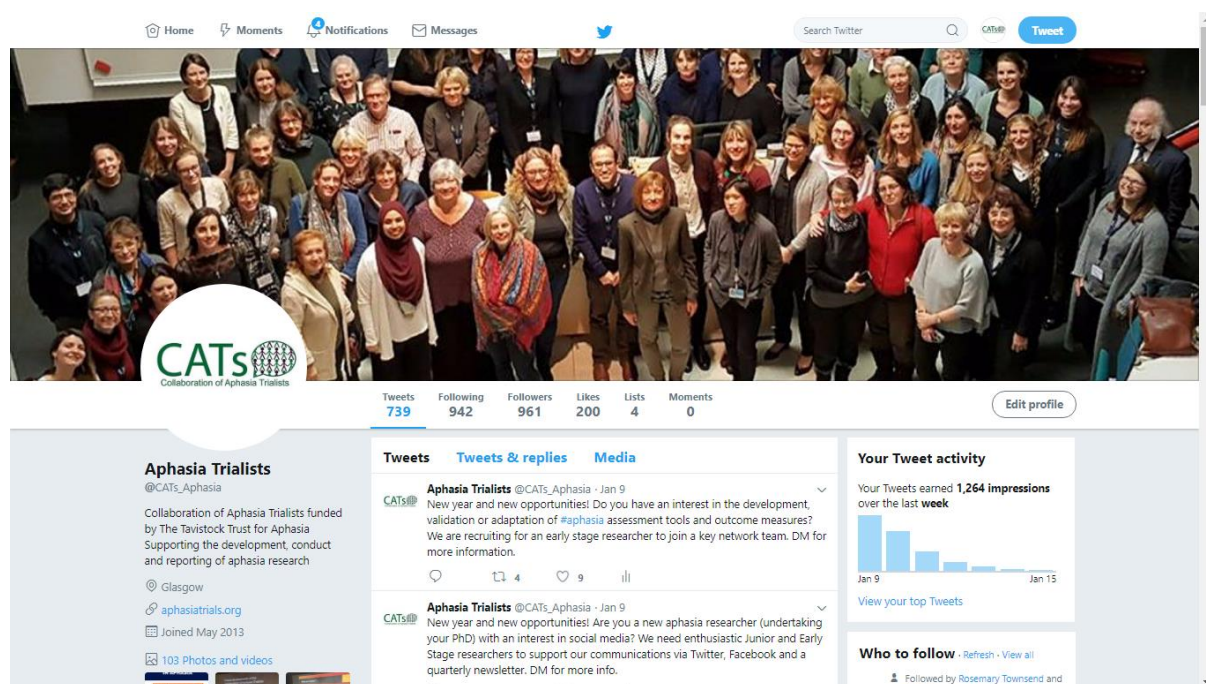 Home Moments 4 Notifications Messages Search Twitter CATs Tweet
CATs
Collaboration of Aphasia Trialists
Tweets Following Followers Likes Lists Moments
739 942 961 200 4 0
Edit profile
Aphasia Trialists
@CATs_Aphasia
Collaboration of Aphasia Trialists funded
by The Tavistock Trust for Aphasia
Supporting the development, conduct
and reporting of aphasia research
Glasgow
aphasiatrials.org
Joined May 2013
103 Photos and videos
Tweets Tweets & replies Media
CATs
Aphasia Trialists @CATs_Aphasia · Jan 9
New year and new opportunities! Do you have an interest in the development,
validation or adaptation of #aphasia assessment tools and outcome measures?
We are recruiting for an early stage researcher to join a key network team. DM for
more information.
4 9
CATs
Aphasia Trialists @CATs_Aphasia · Jan 9
New year and new opportunities! Are you a new aphasia researcher (undertaking
your PhD) with an interest in social media? We need enthusiastic Junior and Early
Stage researchers to support our communications via Twitter, Facebook and a
quarterly newsletter. DM for more info.
Your Tweet activity
Your Tweets earned 1,264 impressions
over the last week
Jan 9 Jan 15
View your top Tweets
Who to follow · Refresh · View all
Followed by Rosemary Townsend and